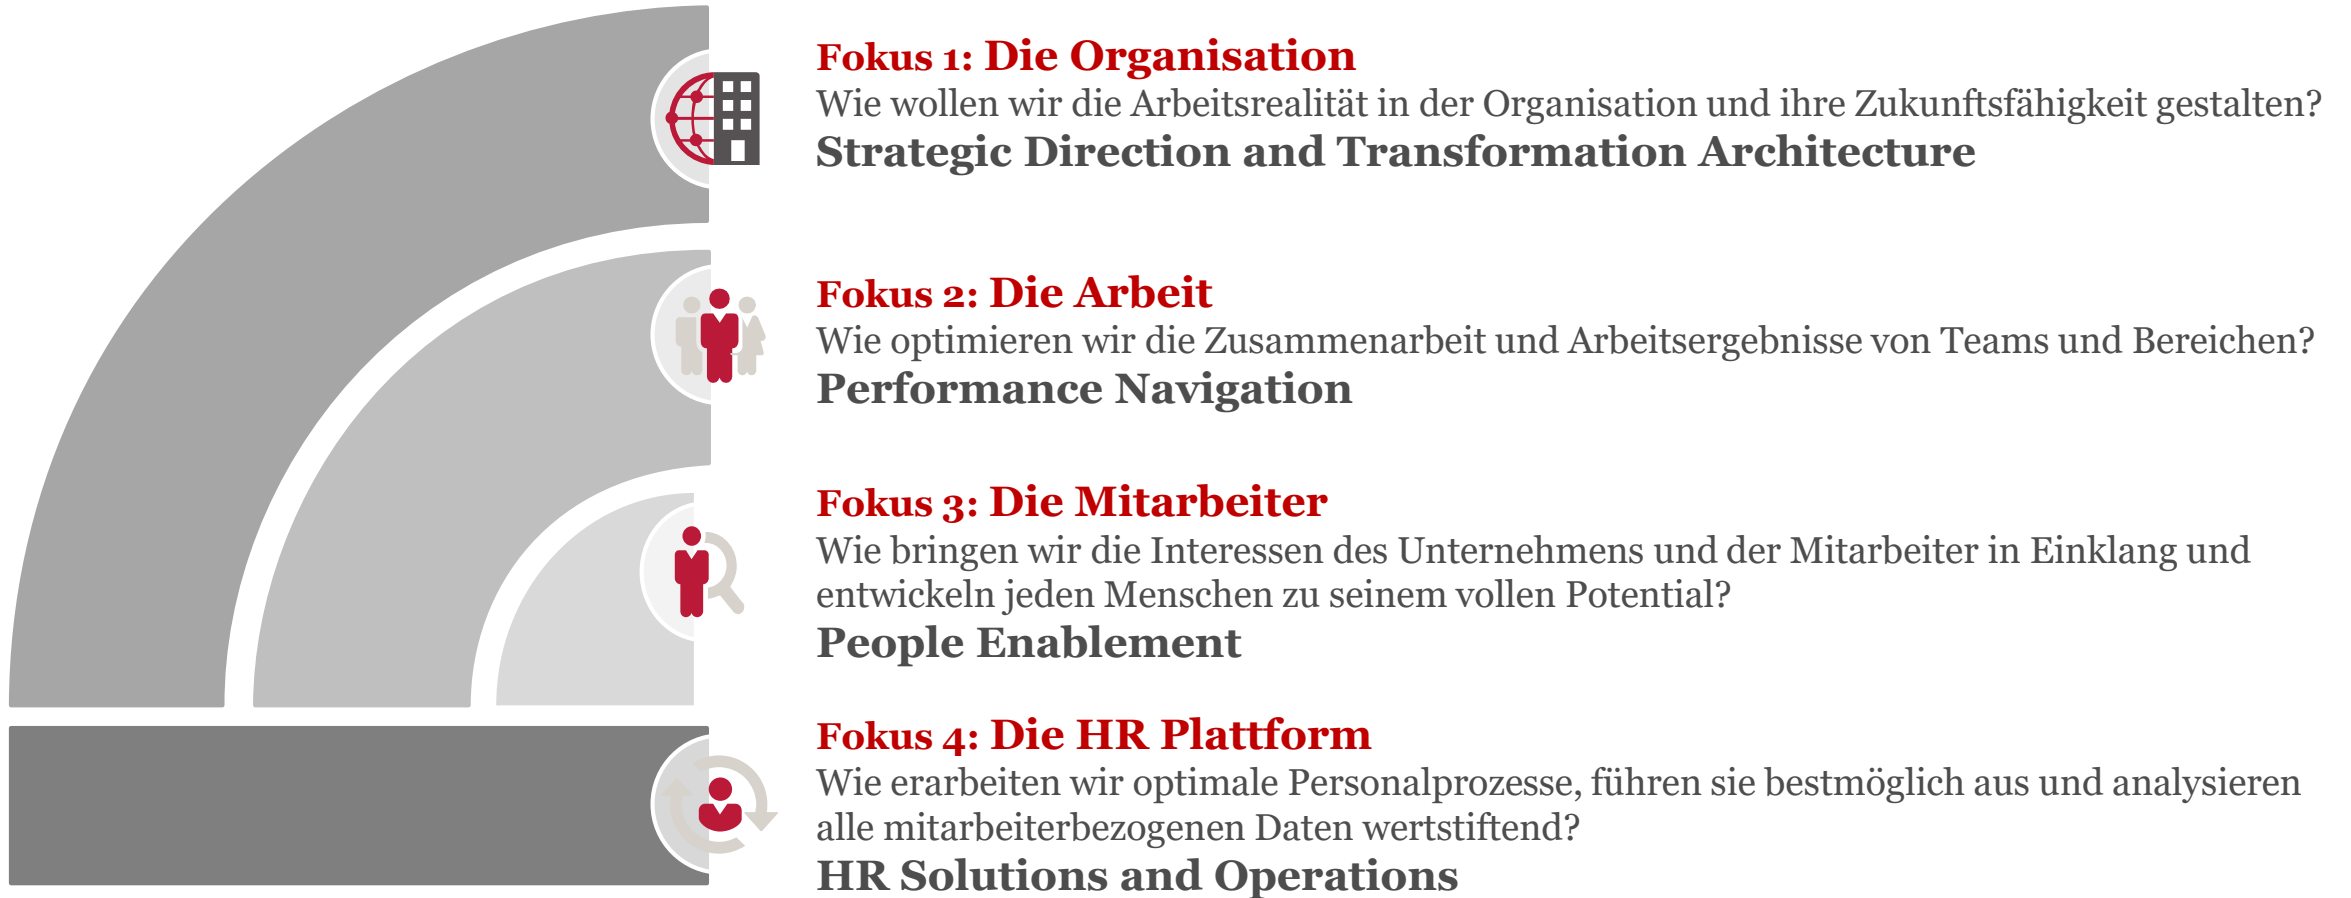 Fokus 1: Die Organisation
Wie wollen wir die Arbeitsrealität in der Organisation und ihre Zukunftsfähigkeit gestalten?
Strategic Direction and Transformation Architecture
Fokus 2: Die Arbeit
Wie optimieren wir die Zusammenarbeit und Arbeitsergebnisse von Teams und Bereichen?
Performance Navigation
Fokus 3: Die Mitarbeiter
Wie bringen wir die Interessen des Unternehmens und der Mitarbeiter in Einklang und
entwickeln jeden Menschen zu seinem vollen Potential?
People Enablement
Fokus 4: Die HR Plattform
Wie erarbeiten wir optimale Personalprozesse, führen sie bestmöglich aus und analysieren
alle mitarbeiterbezogenen Daten wertstiftend?
HR Solutions and Operations